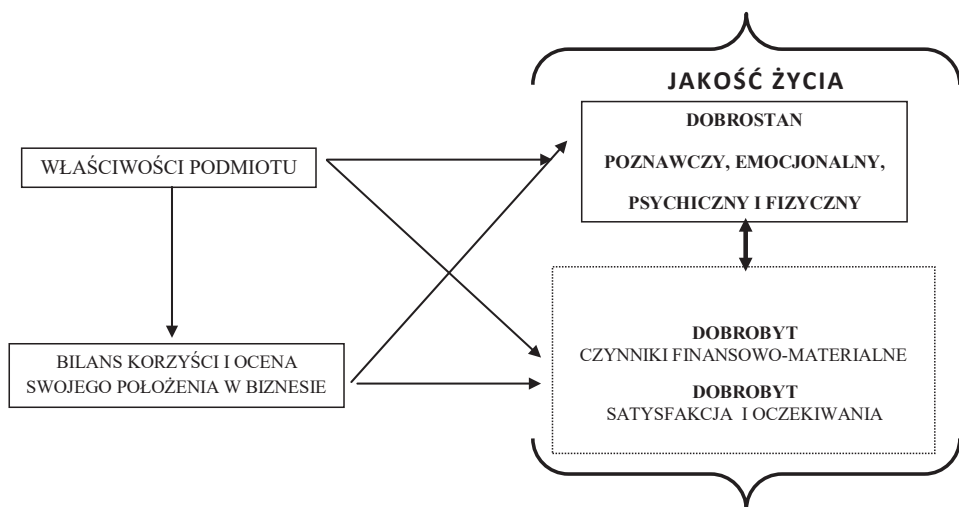 JAKOŚĆ ŻYCIA
DOBROSTAN
POZNAWCZY, EMOCJONALNY,
PSYCHICZNY I FIZYCZNY
WŁAŚCIWOŚCI PODMIOTU
BILANS KORZYŚCI I OCENA
SWOJEGO POŁOŻENIA W BIZNESIE
DOBROBYT
CZYNNIKI FINANSOWO-MATERIALNE
DOBROBYT
SATYSFAKCJA I OCZEKIWANIA